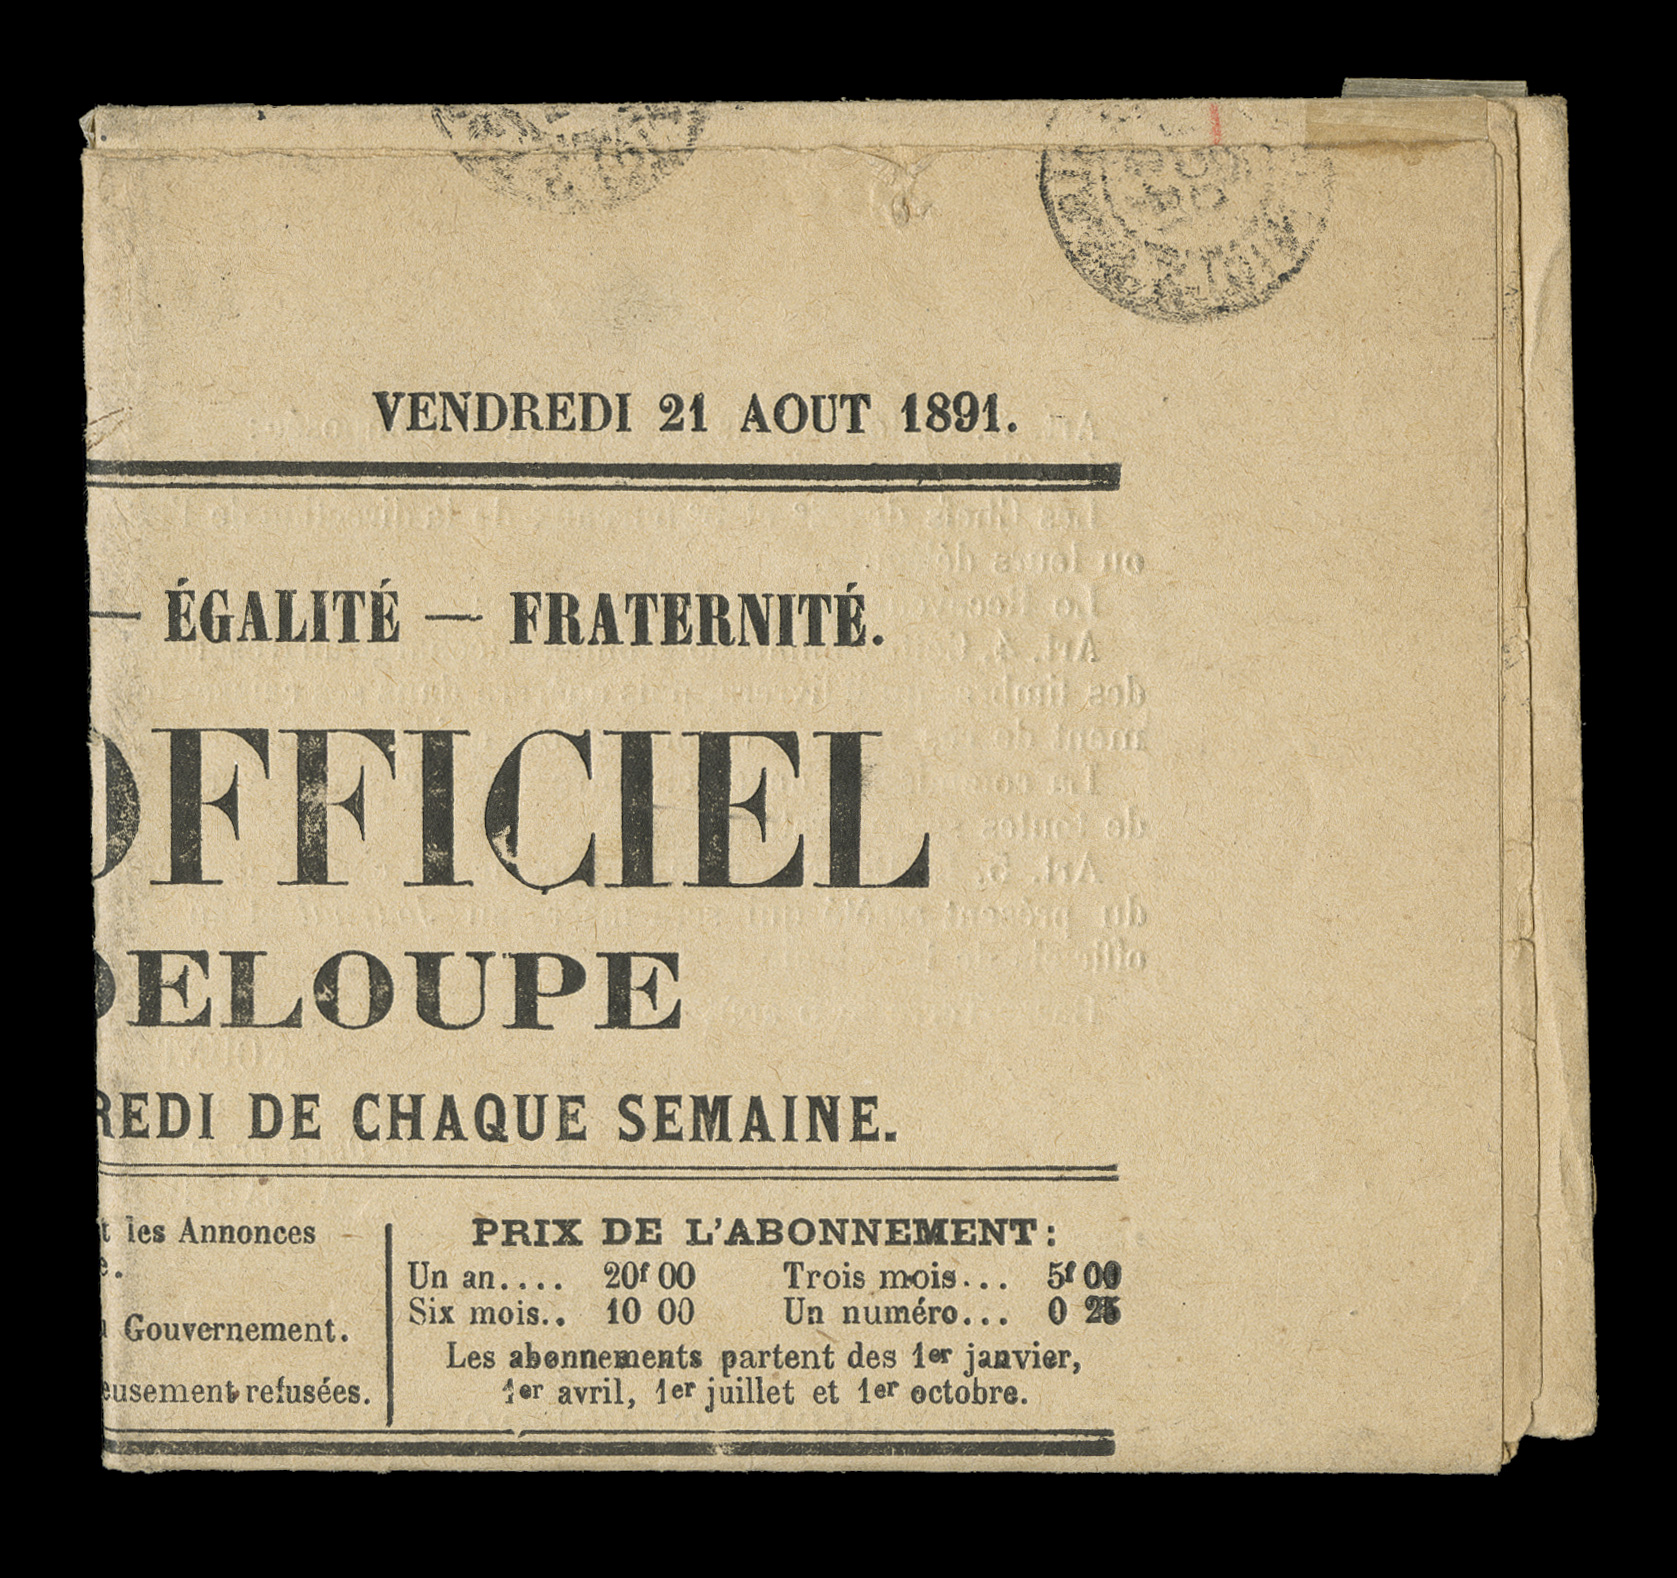 VENDREDI 21 AOUT 1891.
— ÉGALITÉ — FRATERNITÉ.
OFFICIEL
DELOUPE
REDI DE CHAQUE SEMAINE.
t les Annonces
e.
Gouvernement.
eusement refusées.
PRIX DE L'ABONNEMENT:
Un an.... 20f 00 Trois mois... 5f 00
Six mois.. 10 00 Un numéro... 0 25
Les abonnements partent des 1er janvier,
1er avril, 1er juillet et 1er octobre.